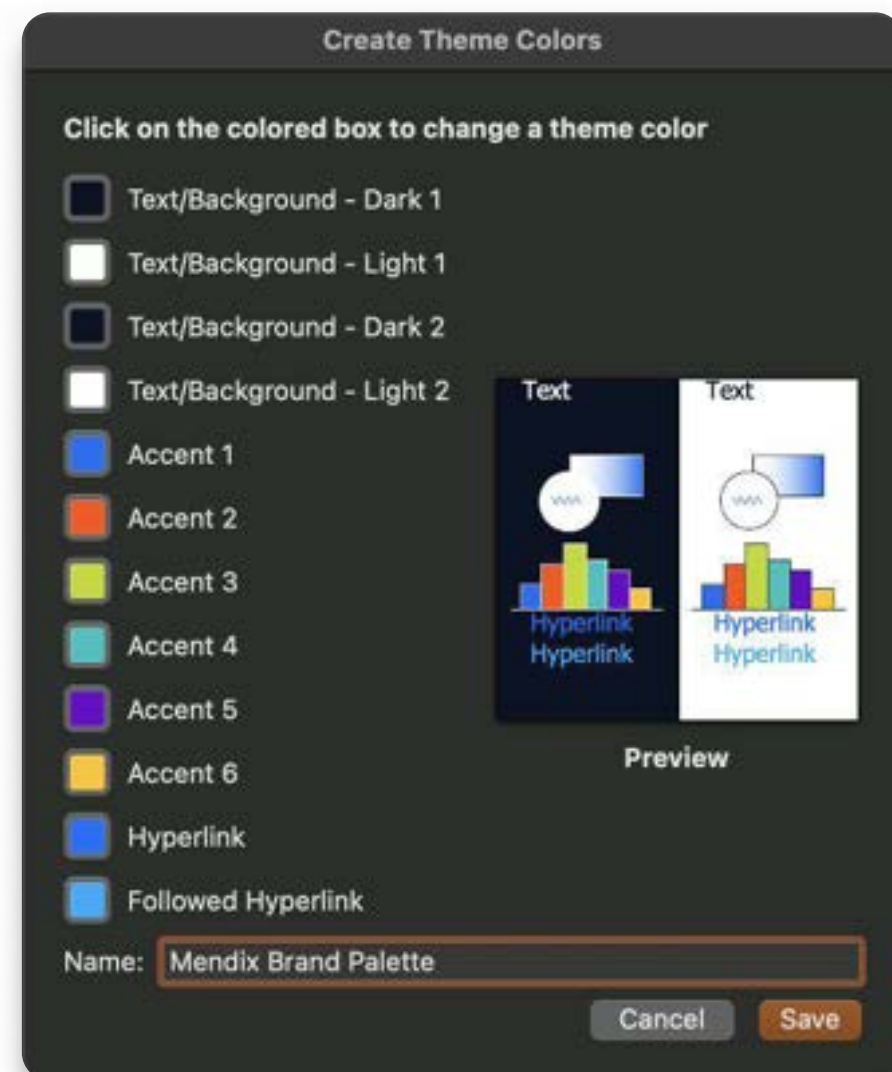 Create Theme Colors
Click on the colored box to change a theme color
Text/Background - Dark 1
Text/Background - Light 1
Text/Background - Dark 2
Text/Background - Light 2
Accent 1
Accent 2
Accent 3
Accent 4
Accent 5
Accent 6
Hyperlink
Followed Hyperlink
Text Text
Hyperlink Hyperlink
Hyperlink Hyperlink
Preview
Name: Mendix Brand Palette
Cancel Save